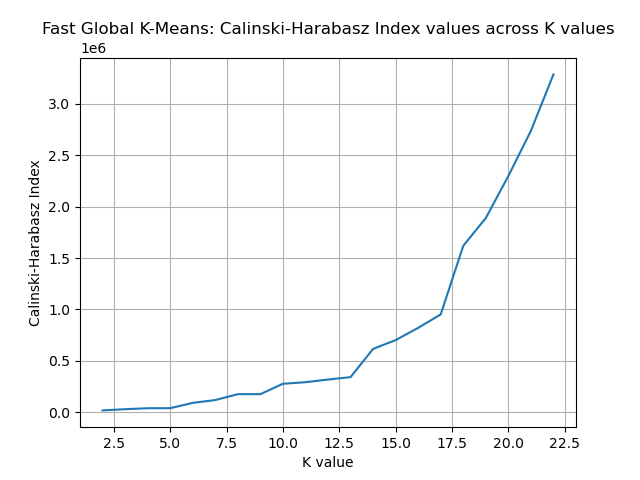 Fast Global K-Means: Calinski-Harabasz Index values across K values
1e6
3.0
2.5
2.0
1.5
1.0
0.5
0.0
Calinski-Harabasz Index
2.5 5.0 7.5 10.0 12.5 15.0 17.5 20.0 22.5
K value